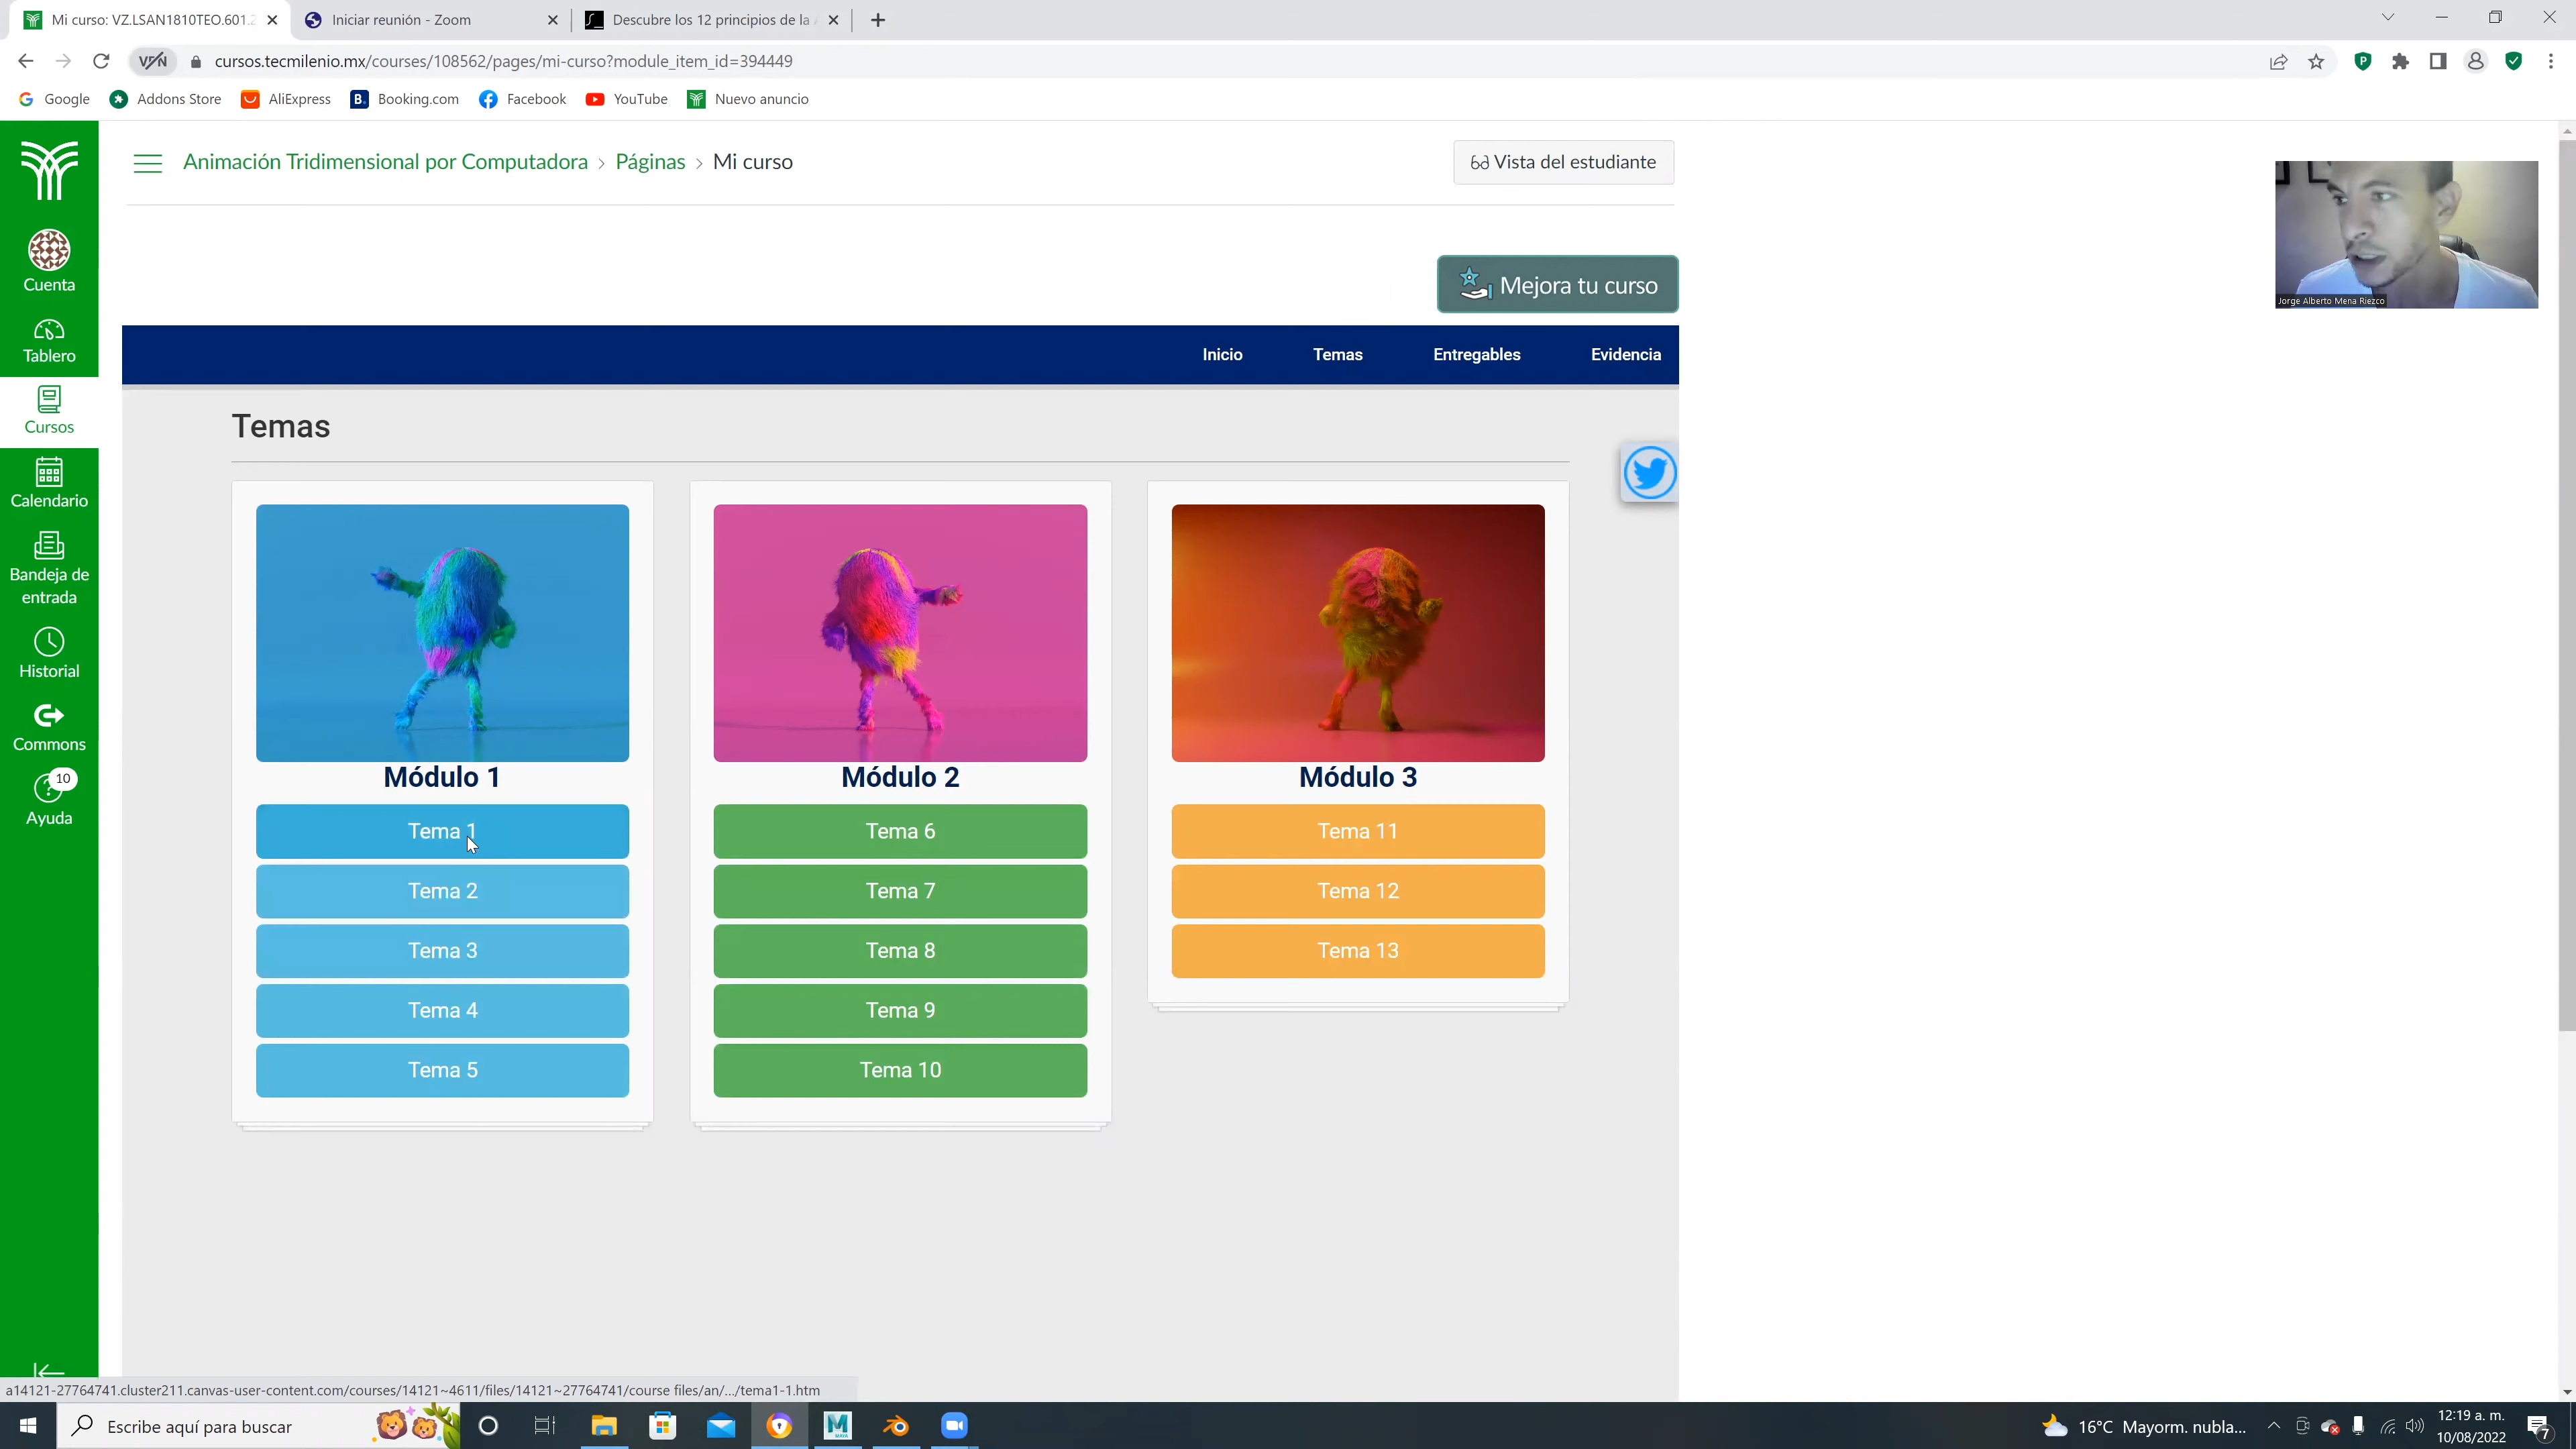 Mi curso: VZ.LSAN1810TEO.601.2
Iniciar reunión - Zoom
Descubre los 12 principios de la
VPN
cursos.tecmilenio.mx/courses/108562/pages/mi-curso?module_item_id=394449
Google
Addons Store
AliExpress
Booking.com
Facebook
YouTube
Nuevo anuncio
Animación Tridimensional por Computadora > Páginas > Mi curso
Vista del estudiante
Jorge Alberto Mena Riezco
Mejora tu curso
Inicio
Temas
Entregables
Evidencia
Cuenta
Tablero
Cursos
Calendario
Bandeja de
entrada
Historial
Commons
10
Ayuda
Temas
Módulo 1
Tema 1
Tema 2
Tema 3
Tema 4
Tema 5
Módulo 2
Tema 6
Tema 7
Tema 8
Tema 9
Tema 10
Módulo 3
Tema 11
Tema 12
Tema 13
a14121-27764741.cluster211.canvas-user-content.com/courses/14121~4611/files/14121~27764741/course files/an/.../tema1-1.htm
Escribe aquí para buscar
16°C Mayorm. nubla...
12:19 a. m.
10/08/2022
7